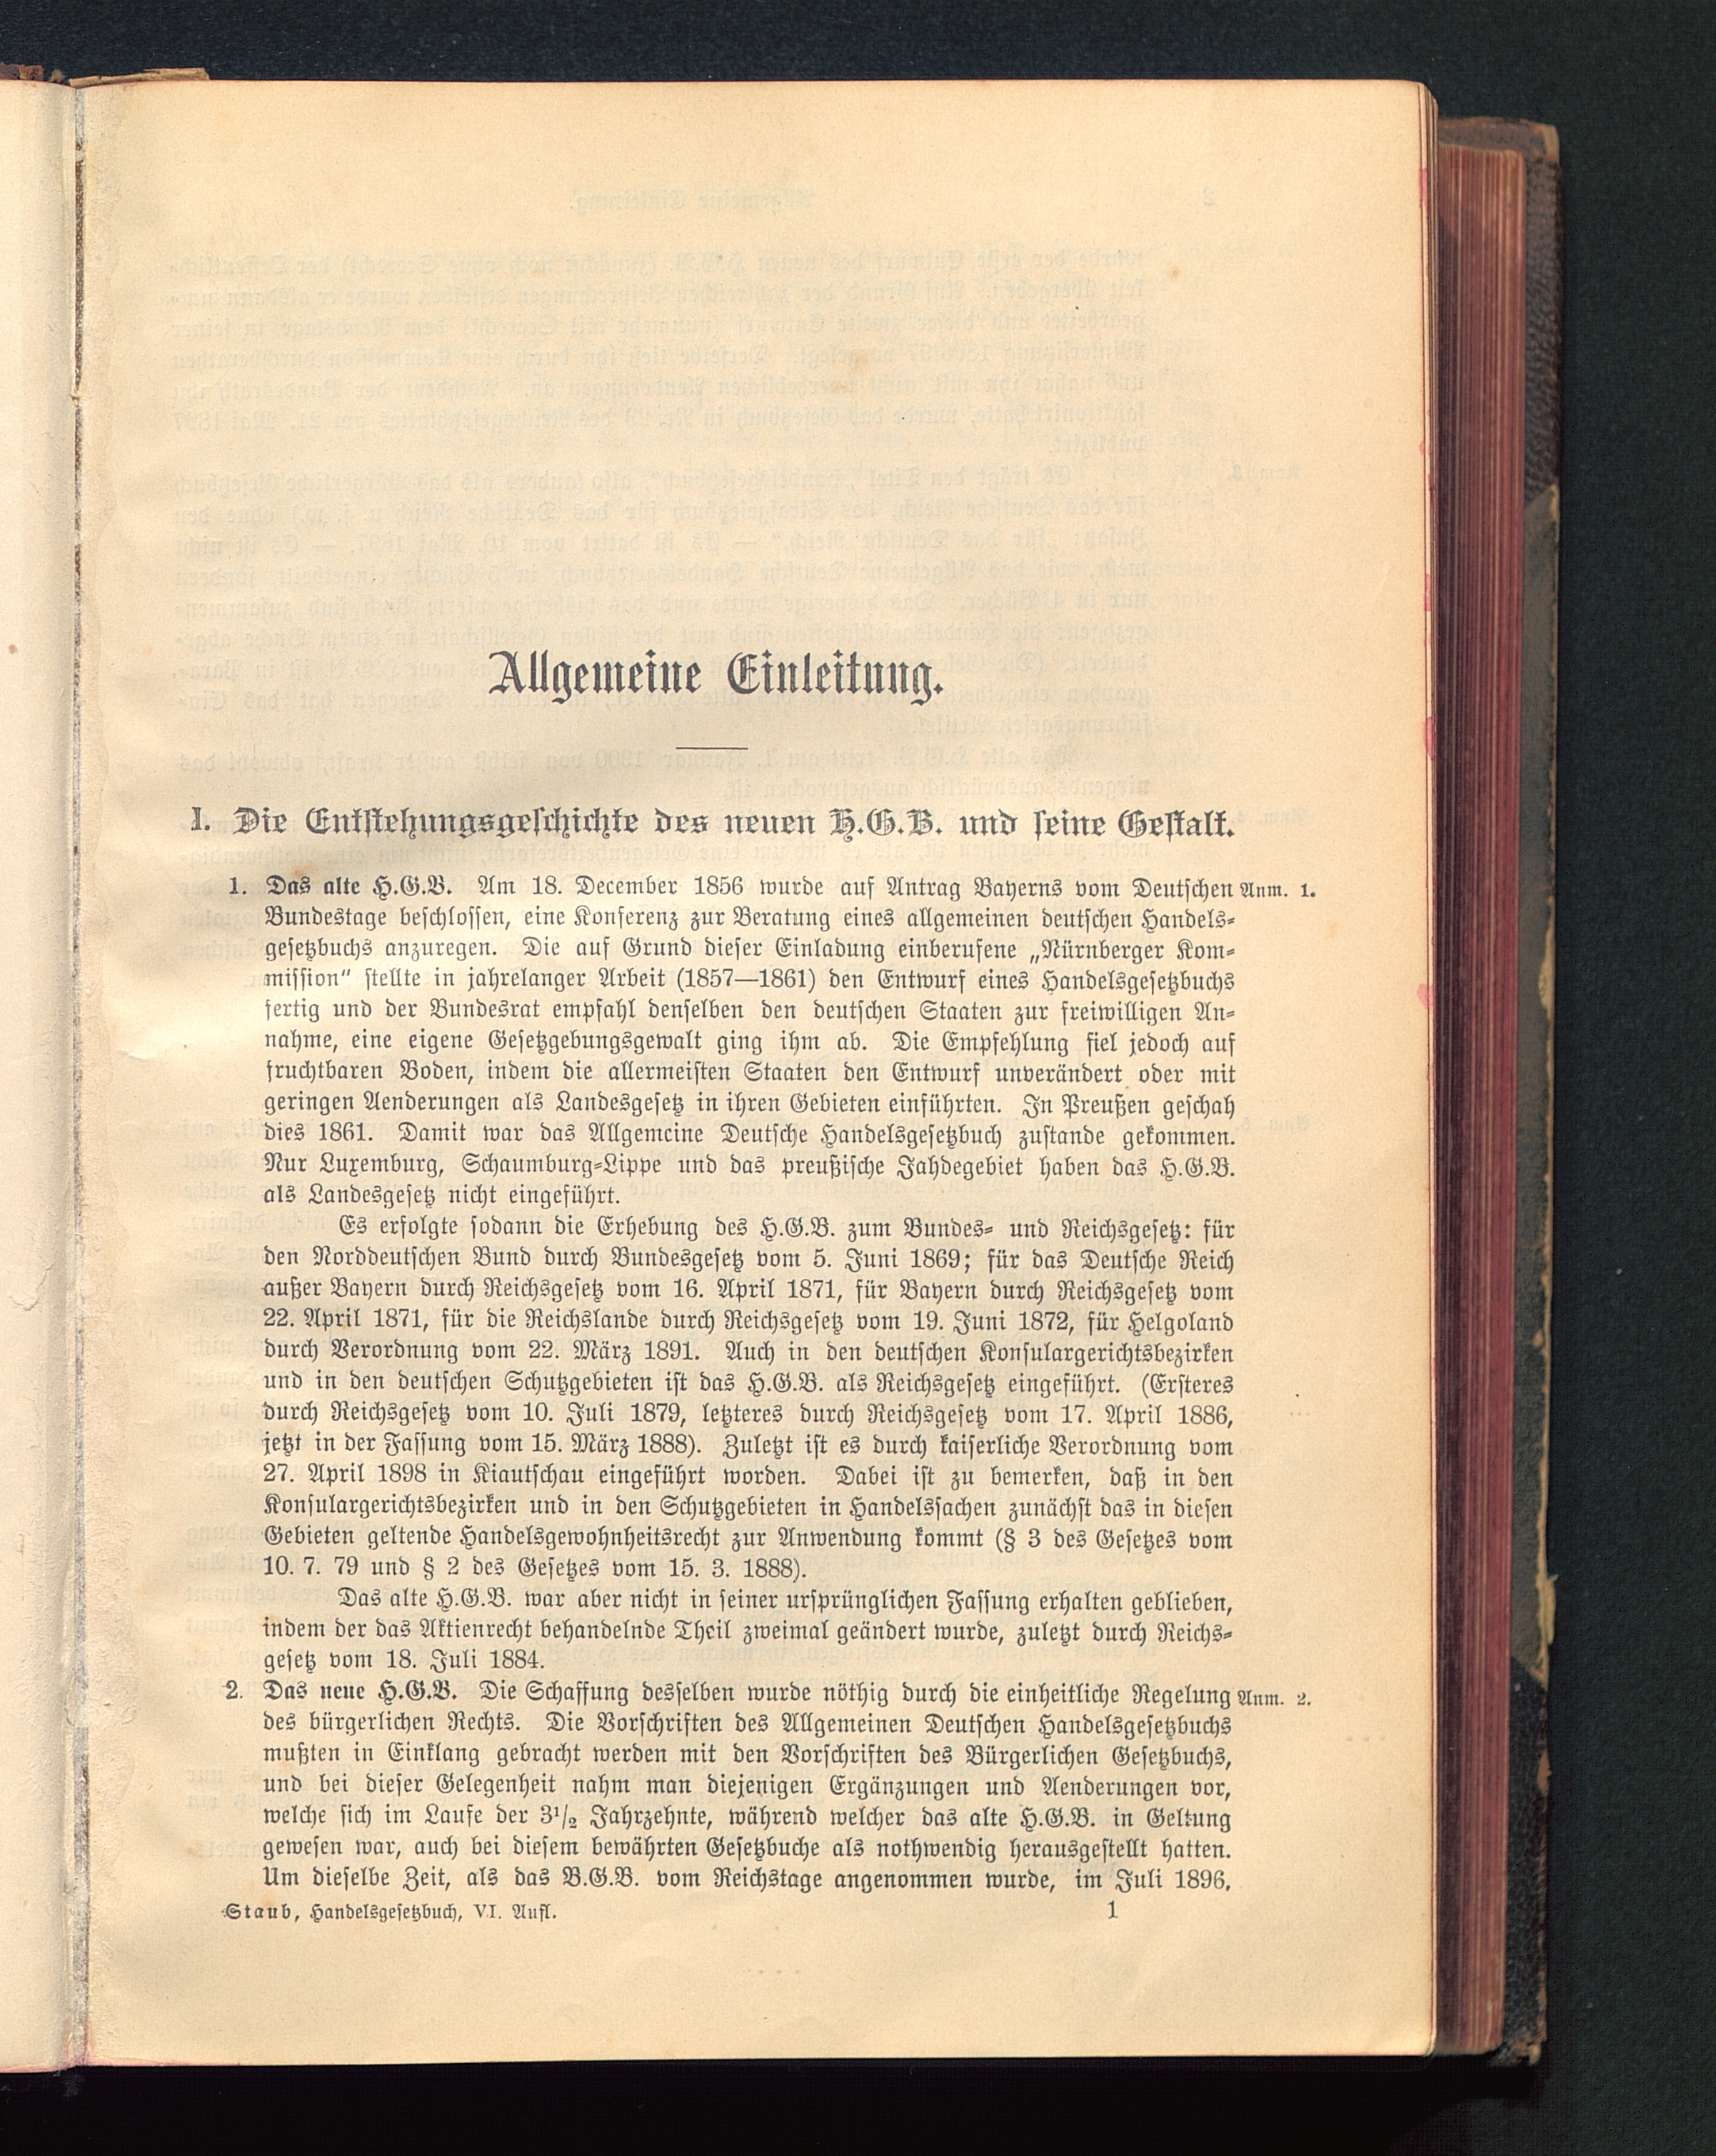 Allgemeine Einleitung.
I. Die Entstehungsgeschichte des neuen H.G.B. und seine Gestalt.
1. Das alte H.G.B. Am 18. December 1856 wurde auf Antrag Bayerns vom Deutschen Anm. 1.
Bundestage beschlossen, eine Konferenz zur Beratung eines allgemeinen deutschen Handels-
gesetzbuchs anzuregen. Die auf Grund dieser Einladung einberufene „Nürnberger Kom-
mission“ stellte in jahrelanger Arbeit (1857—1861) den Entwurf eines Handelsgesetzbuchs
fertig und der Bundesrat empfahl denselben den deutschen Staaten zur freiwilligen An-
nahme, eine eigene Gesetzgebungsgewalt ging ihm ab. Die Empfehlung fiel jedoch auf
fruchtbaren Boden, indem die allermeisten Staaten den Entwurf unverändert oder mit
geringen Aenderungen als Landesgesetz in ihren Gebieten einführten. In Preußen geschah
dies 1861. Damit war das Allgemeine Deutsche Handelsgesetzbuch zustande gekommen.
Nur Luxemburg, Schaumburg-Lippe und das preußische Jahdegebiet haben das H.G.B.
als Landesgesetz nicht eingeführt.
Es erfolgte sodann die Erhebung des H.G.B. zum Bundes- und Reichsgesetz: für
den Norddeutschen Bund durch Bundesgesetz vom 5. Juni 1869; für das Deutsche Reich
außer Bayern durch Reichsgesetz vom 16. April 1871, für Bayern durch Reichsgesetz vom
22. April 1871, für die Reichslande durch Reichsgesetz vom 19. Juni 1872, für Helgoland
durch Verordnung vom 22. März 1891. Auch in den deutschen Konsulargerichtsbezirken
und in den deutschen Schutzgebieten ist das H.G.B. als Reichsgesetz eingeführt. (Ersteres
durch Reichsgesetz vom 10. Juli 1879, letzteres durch Reichsgesetz vom 17. April 1886,
jetzt in der Fassung vom 15. März 1888). Zuletzt ist es durch kaiserliche Verordnung vom
27. April 1898 in Kiautschau eingeführt worden. Dabei ist zu bemerken, daß in den
Konsulargerichtsbezirken und in den Schutzgebieten in Handelssachen zunächst das in diesen
Gebieten geltende Handelsgewohnheitsrecht zur Anwendung kommt (§ 3 des Gesetzes vom
10. 7. 79 und § 2 des Gesetzes vom 15. 3. 1888).
Das alte H.G.B. war aber nicht in seiner ursprünglichen Fassung erhalten geblieben,
indem der das Aktienrecht behandelnde Theil zweimal geändert wurde, zuletzt durch Reichs-
gesetz vom 18. Juli 1884.
2. Das neue H.G.B. Die Schaffung desselben wurde nöthig durch die einheitliche Regelung Anm. 2.
des bürgerlichen Rechts. Die Vorschriften des Allgemeinen Deutschen Handelsgesetzbuchs
mußten in Einklang gebracht werden mit den Vorschriften des Bürgerlichen Gesetzbuchs,
und bei dieser Gelegenheit nahm man diejenigen Ergänzungen und Aenderungen vor,
welche sich im Laufe der 3½ Jahrzehnte, während welcher das alte H.G.B. in Geltung
gewesen war, auch bei diesem bewährten Gesetzbuche als nothwendig herausgestellt hatten.
Um dieselbe Zeit, als das B.G.B. vom Reichstage angenommen wurde, im Juli 1896,
Staub, Handelsgesetzbuch, VI. Aufl. 1